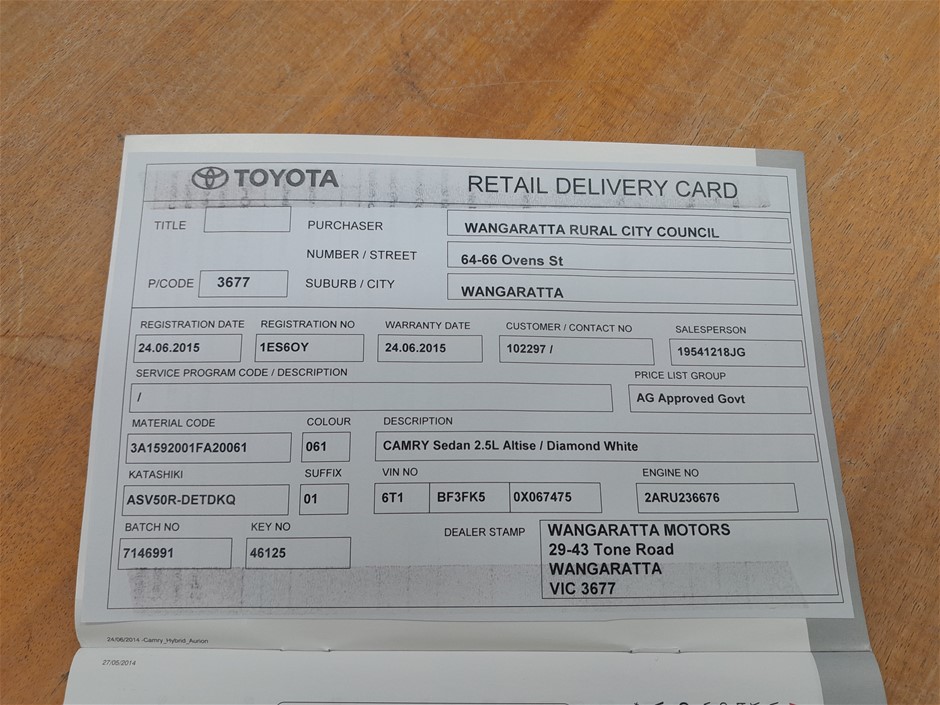 TOYOTA RETAIL DELIVERY CARD
TITLE PURCHASER WANGARATTA RURAL CITY COUNCIL
NUMBER / STREET 64-66 Ovens St
P/CODE 3677 SUBURB / CITY WANGARATTA
REGISTRATION DATE REGISTRATION NO WARRANTY DATE CUSTOMER / CONTACT NO SALESPERSON
24.06.2015 1ES6OY 24.06.2015 102297 / 19541218JG
SERVICE PROGRAM CODE / DESCRIPTION PRICE LIST GROUP
/ AG Approved Govt
MATERIAL CODE COLOUR DESCRIPTION
3A1592001FA20061 061 CAMRY Sedan 2.5L Altise / Diamond White
KATASHIKI SUFFIX VIN NO ENGINE NO
ASV50R-DETDKQ 01 6T1 BF3FK5 0X067475 2ARU236676
BATCH NO KEY NO DEALER STAMP WANGARATTA MOTORS
7146991 46125 29-43 Tone Road
WANGARATTA
VIC 3677
24/06/2014 -Camry_Hybrid_Aurion
27/05/2014